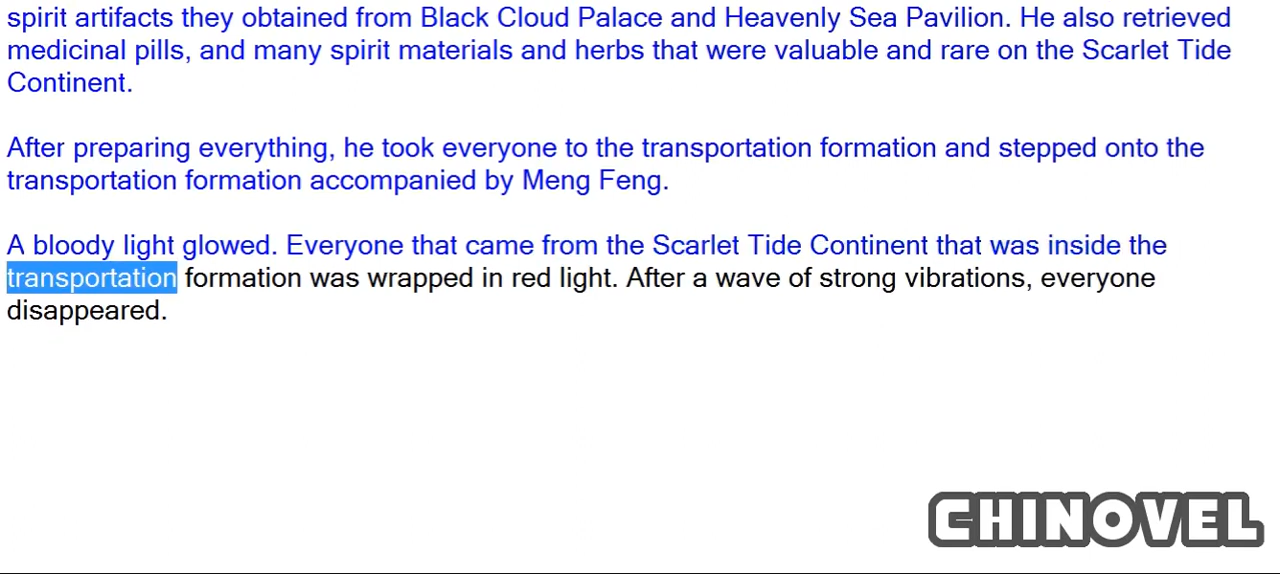 spirit artifacts they obtained from Black Cloud Palace and Heavenly Sea Pavilion. He also retrieved
medicinal pills, and many spirit materials and herbs that were valuable and rare on the Scarlet Tide
Continent.
After preparing everything, he took everyone to the transportation formation and stepped onto the
transportation formation accompanied by Meng Feng.
A bloody light glowed. Everyone that came from the Scarlet Tide Continent that was inside the
transportation formation was wrapped in red light. After a wave of strong vibrations, everyone
disappeared.
CHINOVEL